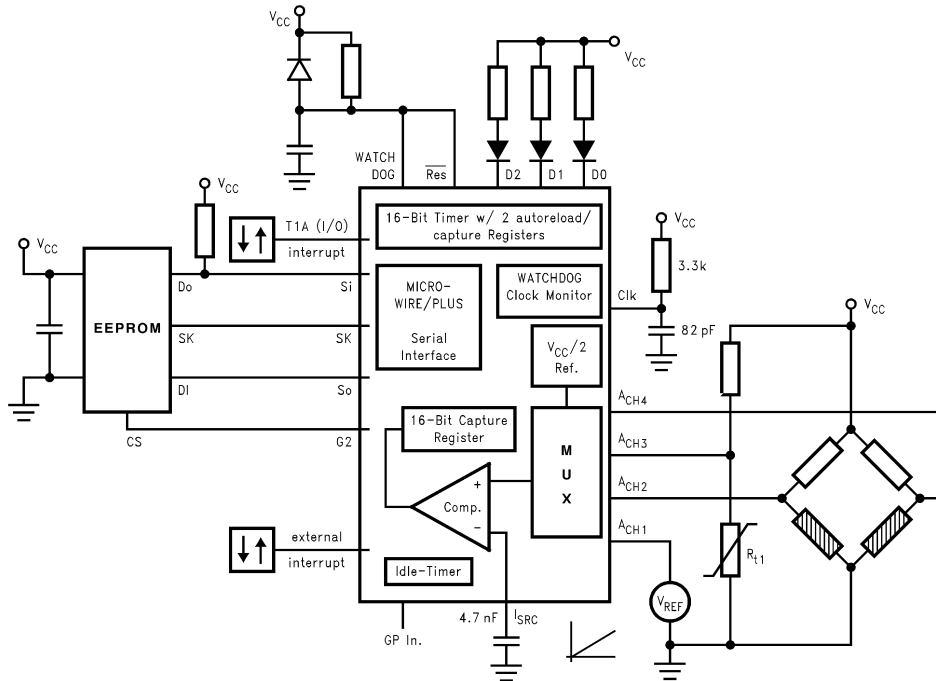 VCC
VCC
WATCH
DOG
Res
D2
D1
D0
VCC
T1A (I/O)
interrupt
16-Bit Timer w/ 2 autoreload/
capture Registers
VCC
VCC
EEPROM
Do
Si
SK
SK
DI
So
CS
G2
MICRO-
WIRE/PLUS
Serial
Interface
WATCHDOG
Clock Monitor
Clk
3.3k
82 pF
VCC
VCC/2
Ref.
ACH4
ACH3
ACH2
ACH1
16-Bit Capture
Register
M
U
X
+
Comp.
−
external
interrupt
Idle-Timer
Rt1
VREF
GP In.
4.7 nF
ISRC